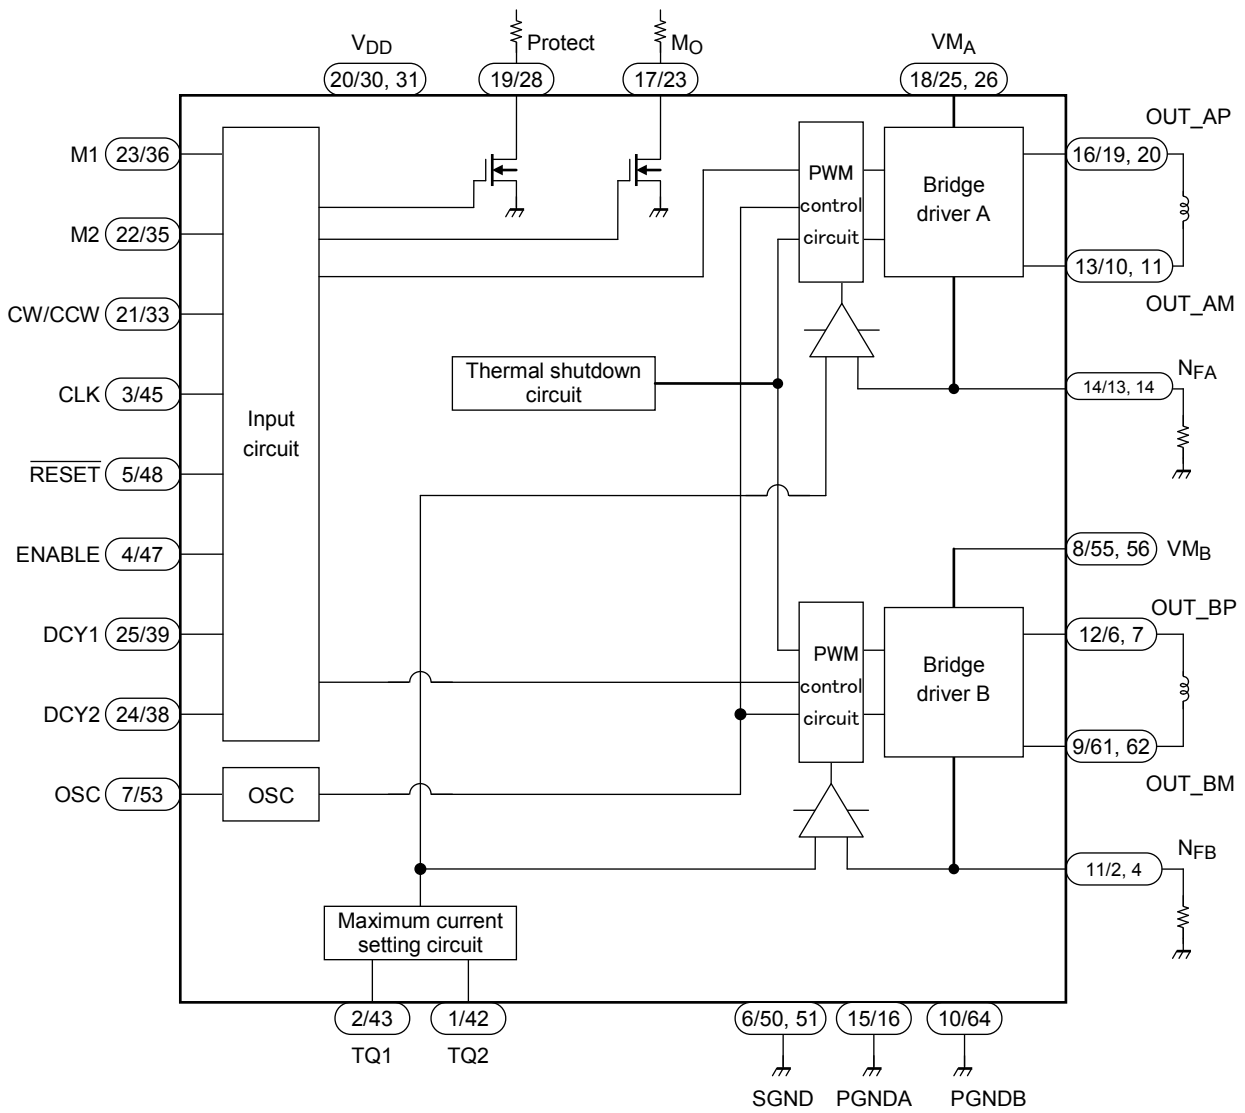 VDD
Protect
MO
VMA
20/30, 31
19/28
17/23
18/25, 26
OUT_AP
M1
23/36
16/19, 20
PWM
control
circuit
Bridge
driver A
M2
22/35
13/10, 11
OUT_AM
CW/CCW
21/33
Thermal shutdown
circuit
NFA
14/13, 14
CLK
3/45
Input
circuit
RESET
5/48
ENABLE
4/47
8/55, 56
VMB
OUT_BP
DCY1
25/39
12/6, 7
PWM
control
circuit
Bridge
driver B
DCY2
24/38
9/61, 62
OUT_BM
OSC
7/53
OSC
NFB
11/2, 4
Maximum current
setting circuit
2/43
1/42
6/50, 51
15/16
10/64
TQ1
TQ2
SGND
PGNDA
PGNDB